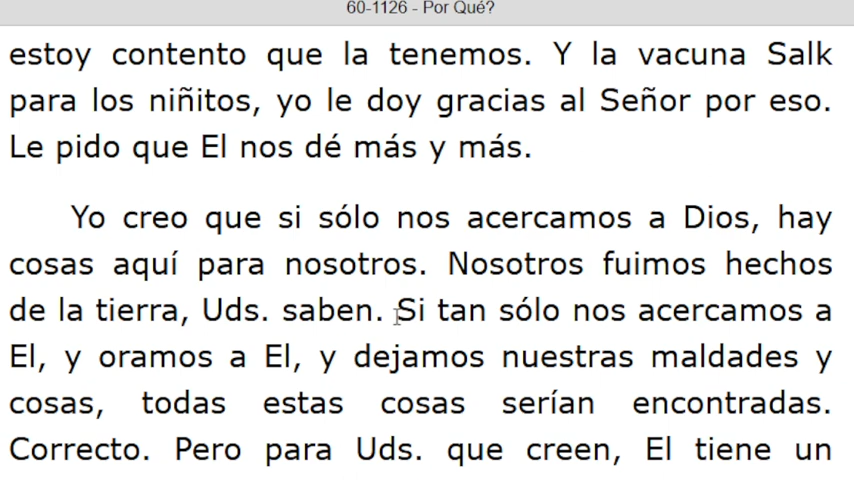 60-1126 - Por Qué?
estoy contento que la tenemos. Y la vacuna Salk
para los niñitos, yo le doy gracias al Señor por eso.
Le pido que El nos dé más y más.
Yo creo que si sólo nos acercamos a Dios, hay
cosas aquí para nosotros. Nosotros fuimos hechos
de la tierra, Uds. saben. Si tan sólo nos acercamos a
El, y oramos a El, y dejamos nuestras maldades y
cosas, todas estas cosas serían encontradas.
Correcto. Pero para Uds. que creen, El tiene un